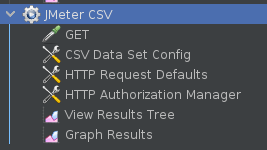 JMeter CSV
GET
CSV Data Set Config
HTTP Request Defaults
HTTP Authorization Manager
View Results Tree
Graph Results